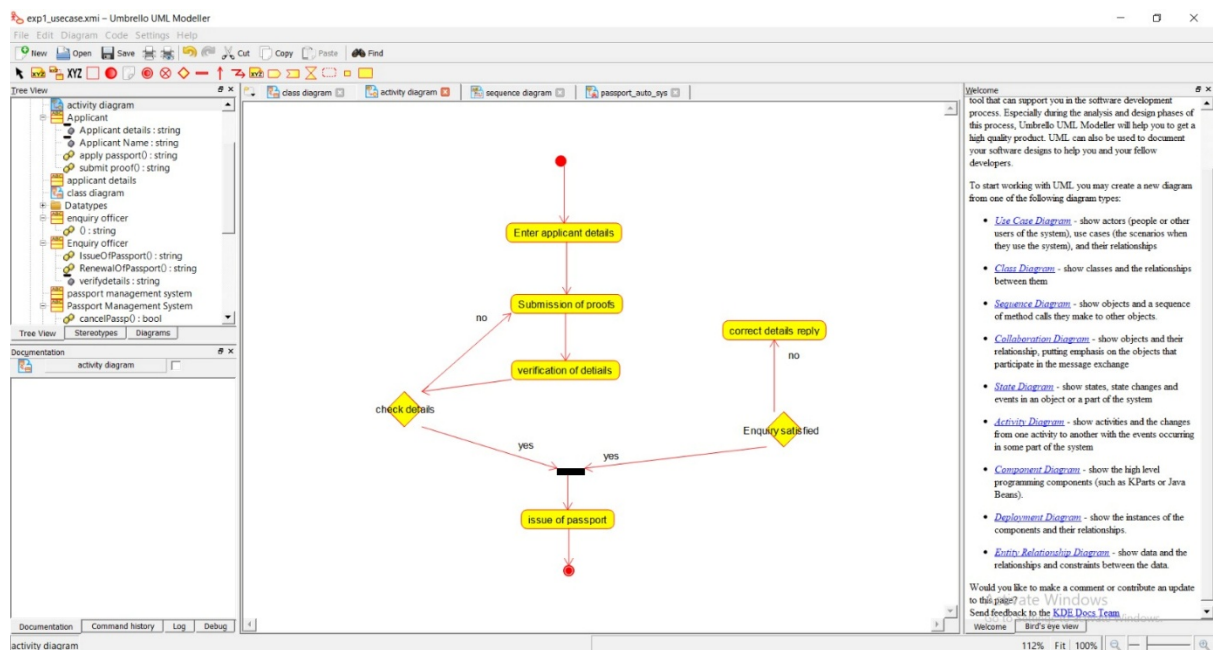 exp1_usecase.xmi – Umbrello UML Modeller
File Edit Diagram Code Settings Help
New Open Save Cut Copy Paste Find
XYZ XYZ
Tree View
activity diagram
Applicant
Applicant details : string
Applicant Name : string
apply passport() : string
submit proof() : string
applicant details
class diagram
Datatypes
enquiry officer
() : string
Enquiry officer
IssueOfPassport() : string
RenewalOfPassport() : string
verifydetails : string
passport management system
Passport Management System
cancelPassp() : bool
Tree View Stereotypes Diagrams
Documentation
activity diagram
Documentation Command history Log Debug
activity diagram
class diagram activity diagram sequence diagram passport_auto_sys
Enter applicant details
Submission of proofs
no
correct details reply
no
verification of detiails
check details
Enquiry satisfied
yes
yes
issue of passport
Welcome
tool that can support you in the software development
process. Especially during the analysis and design phases of
this process, Umbrello UML Modeller will help you to get a
high quality product. UML can also be used to document
your software designs to help you and your fellow
developers.
To start working with UML you may create a new diagram
from one of the following diagram types:
Use Case Diagram - show actors (people or other
users of the system), use cases (the scenarios when
they use the system), and their relationships
Class Diagram - show classes and the relationships
between them
Sequence Diagram - show objects and a sequence
of method calls they make to other objects.
Collaboration Diagram - show objects and their
relationship, putting emphasis on the objects that
participate in the message exchange
State Diagram - show states, state changes and
events in an object or a part of the system
Activity Diagram - show activities and the changes
from one activity to another with the events occurring
in some part of the system
Component Diagram - show the high level
programming components (such as KParts or Java
Beans).
Deployment Diagram - show the instances of the
components and their relationships.
Entity Relationship Diagram - show data and the
relationships and constraints between the data.
Would you like to make a comment or contribute an update
to this page?
Send feedback to the KDE Docs Team
Activate Windows
Welcome Bird's eye view
112% Fit 100%